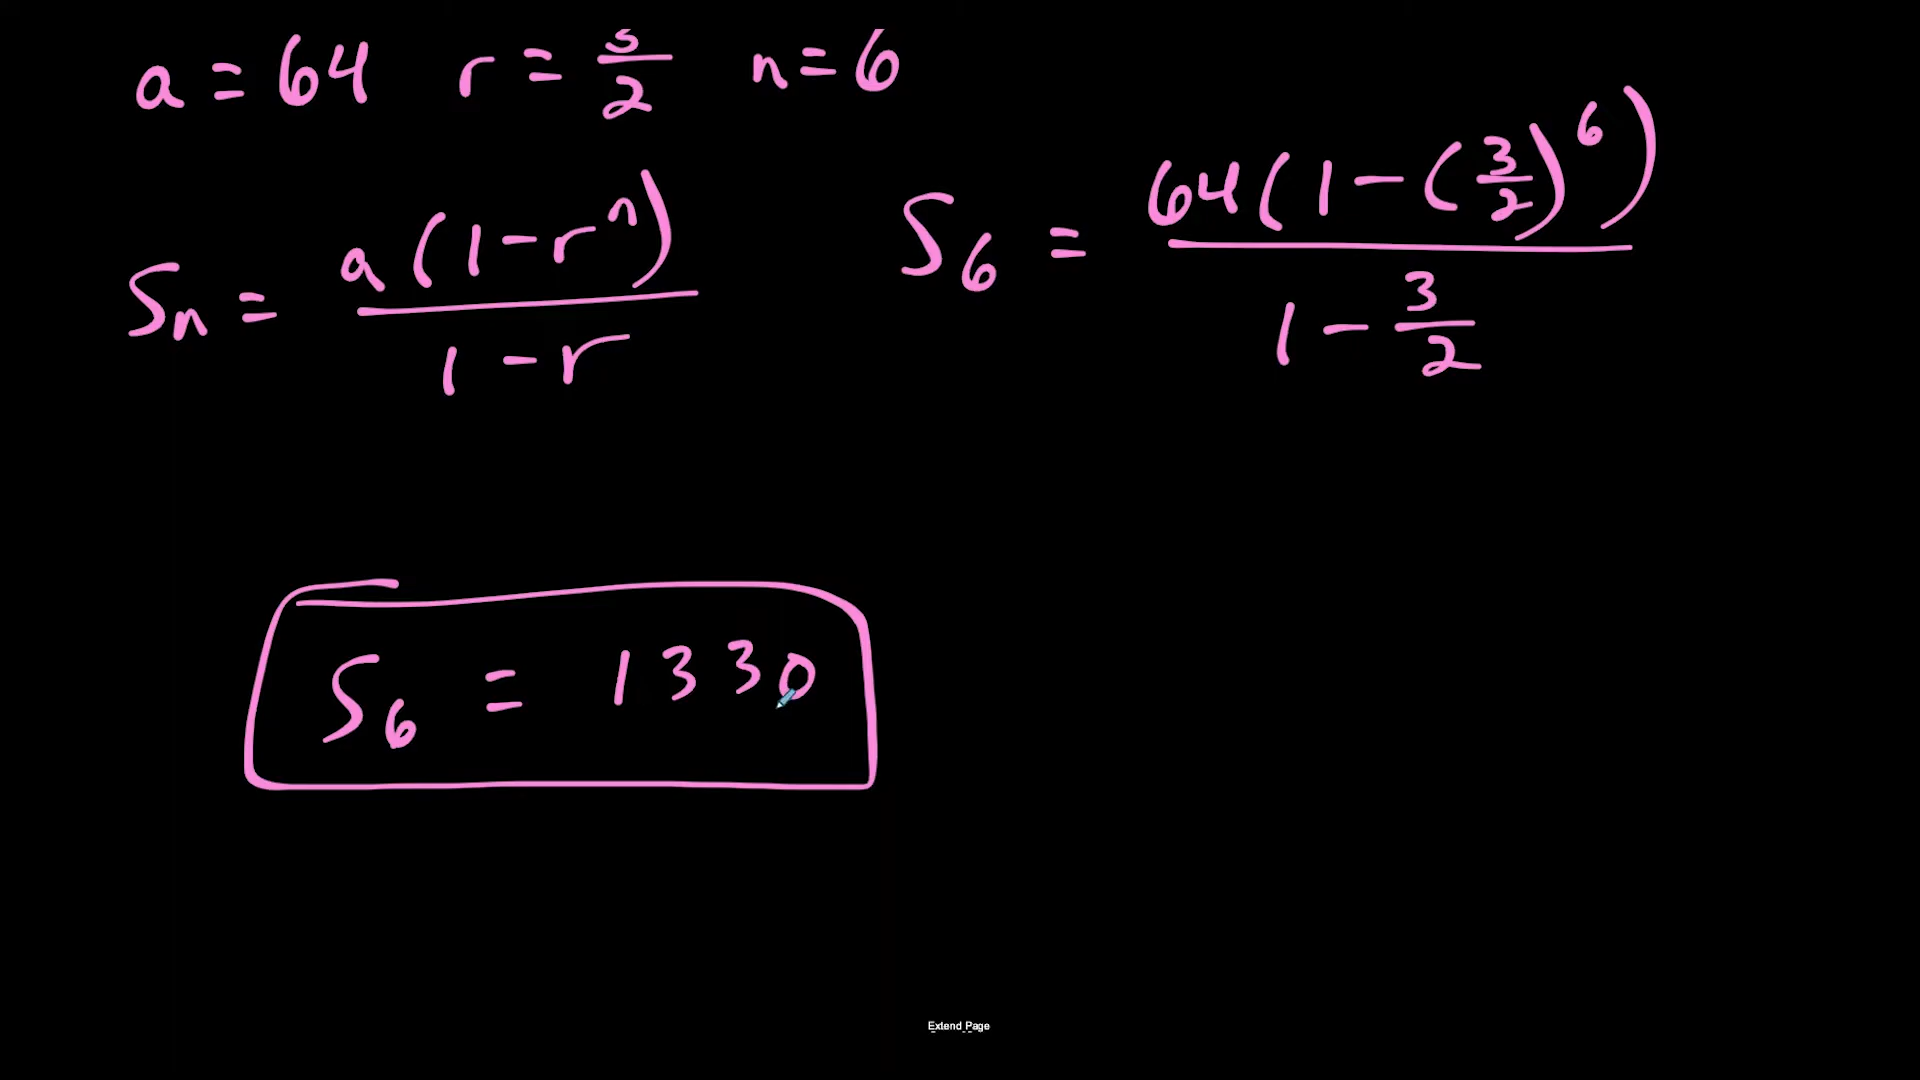 a = 64 r = 3/2 n = 6
Sn = a(1 - r^n) / 1 - r
S6 = 64(1 - (3/2)^6) / 1 - 3/2
S6 = 1330
Extend Page